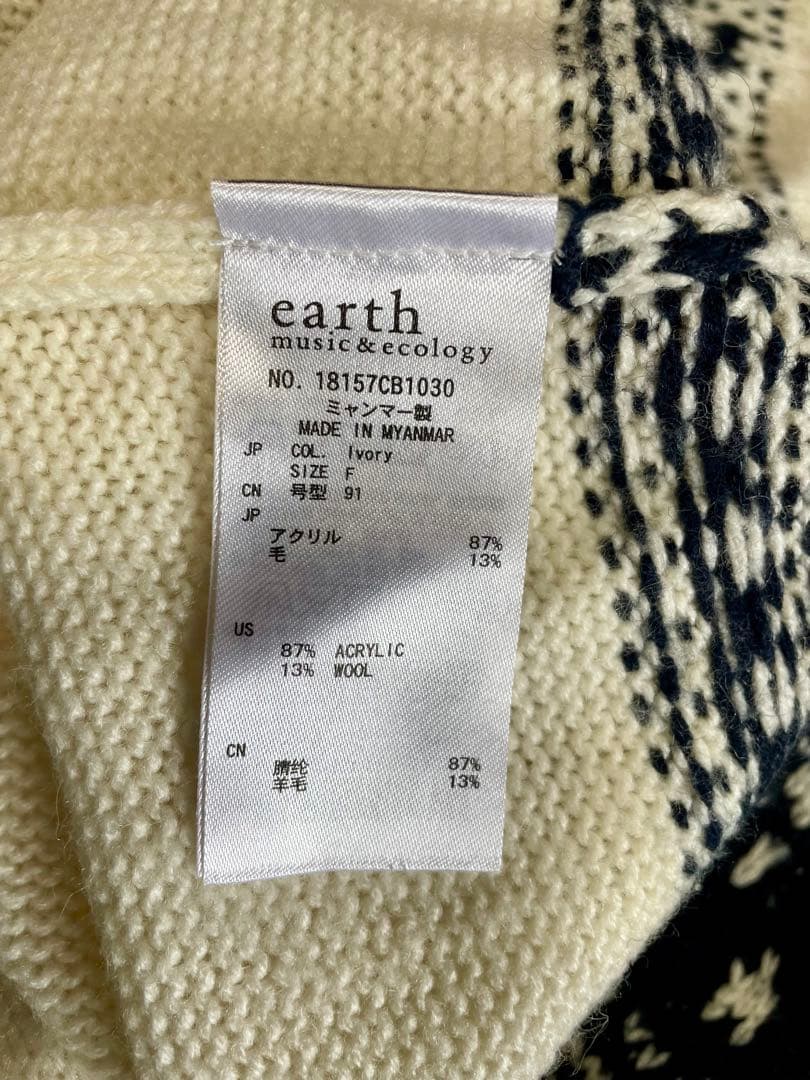 earth
music&ecology
NO. 18157CB1030
ミャンマー製
MADE IN MYANMAR
JP COL. Ivory
SIZE F
CN 号型 91
JP
アクリル 87%
毛 13%
US
87% ACRYLIC
13% WOOL
CN
腈纶 87%
羊毛 13%